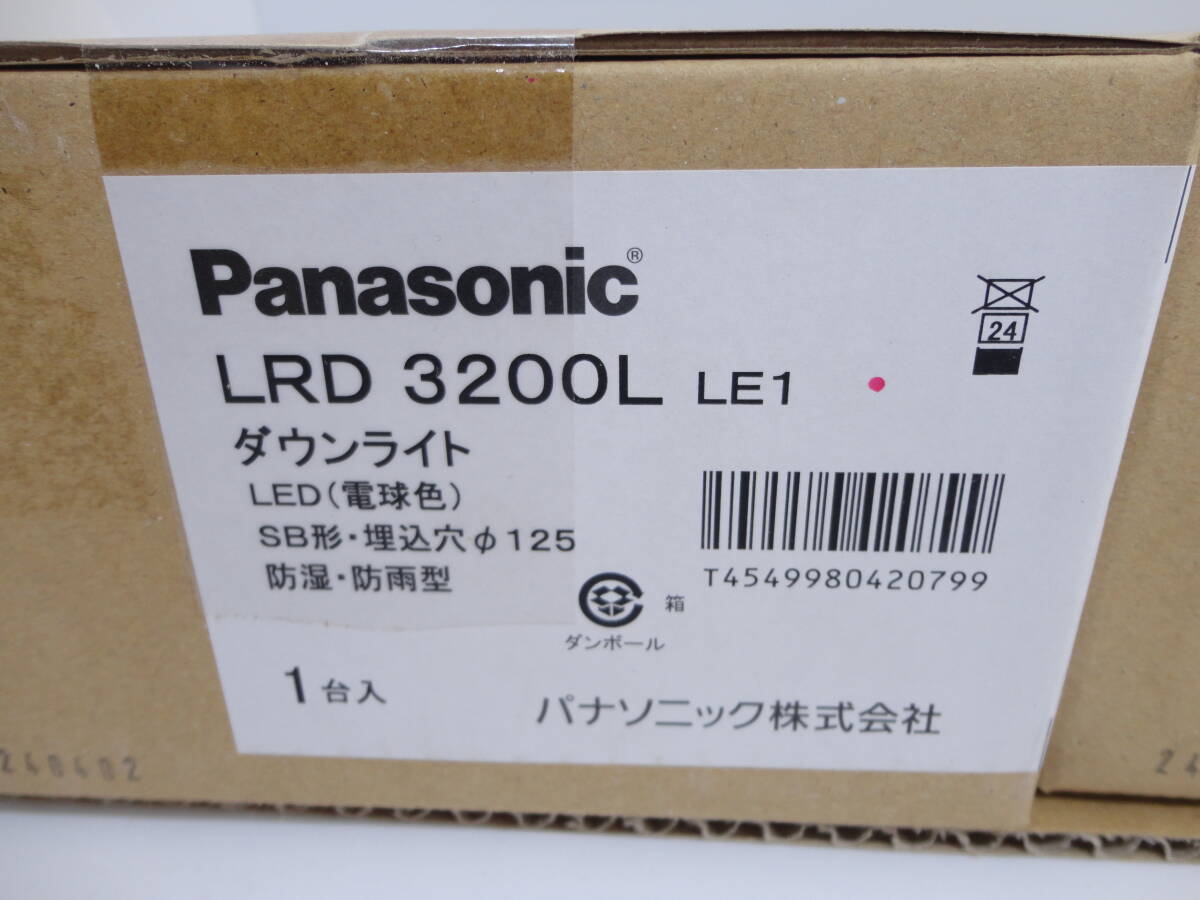 Panasonic®
LRD 3200L LE1
ダウンライト
LED(電球色)
SB形・埋込穴φ125
防湿・防雨型
24
T4549980420799
箱
ダンボール
1台入
パナソニック株式会社
240402
24